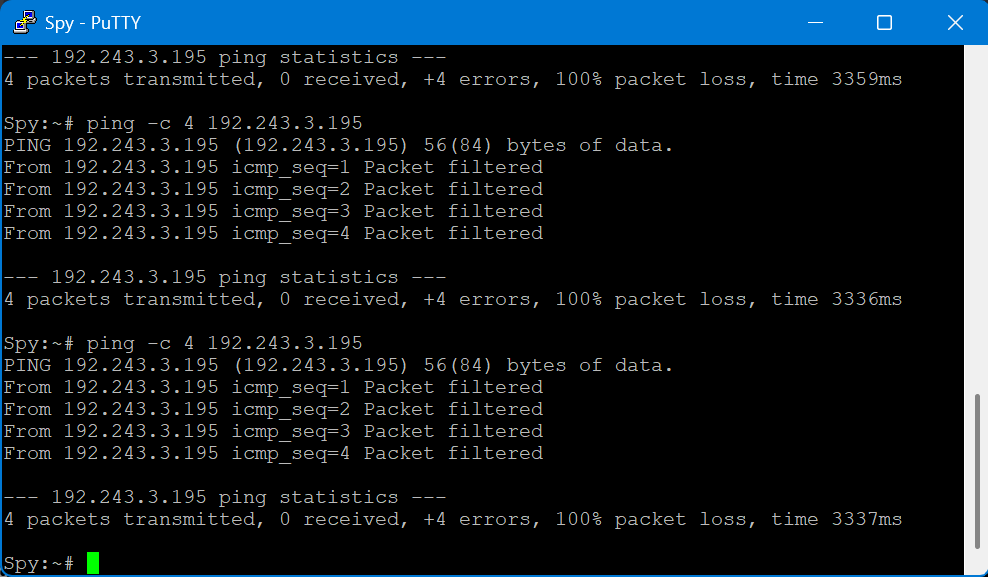 Spy - PuTTY
--- 192.243.3.195 ping statistics ---
4 packets transmitted, 0 received, +4 errors, 100% packet loss, time 3359ms
Spy:~# ping -c 4 192.243.3.195
PING 192.243.3.195 (192.243.3.195) 56(84) bytes of data.
From 192.243.3.195 icmp_seq=1 Packet filtered
From 192.243.3.195 icmp_seq=2 Packet filtered
From 192.243.3.195 icmp_seq=3 Packet filtered
From 192.243.3.195 icmp_seq=4 Packet filtered
--- 192.243.3.195 ping statistics ---
4 packets transmitted, 0 received, +4 errors, 100% packet loss, time 3336ms
Spy:~# ping -c 4 192.243.3.195
PING 192.243.3.195 (192.243.3.195) 56(84) bytes of data.
From 192.243.3.195 icmp_seq=1 Packet filtered
From 192.243.3.195 icmp_seq=2 Packet filtered
From 192.243.3.195 icmp_seq=3 Packet filtered
From 192.243.3.195 icmp_seq=4 Packet filtered
--- 192.243.3.195 ping statistics ---
4 packets transmitted, 0 received, +4 errors, 100% packet loss, time 3337ms
Spy:~#